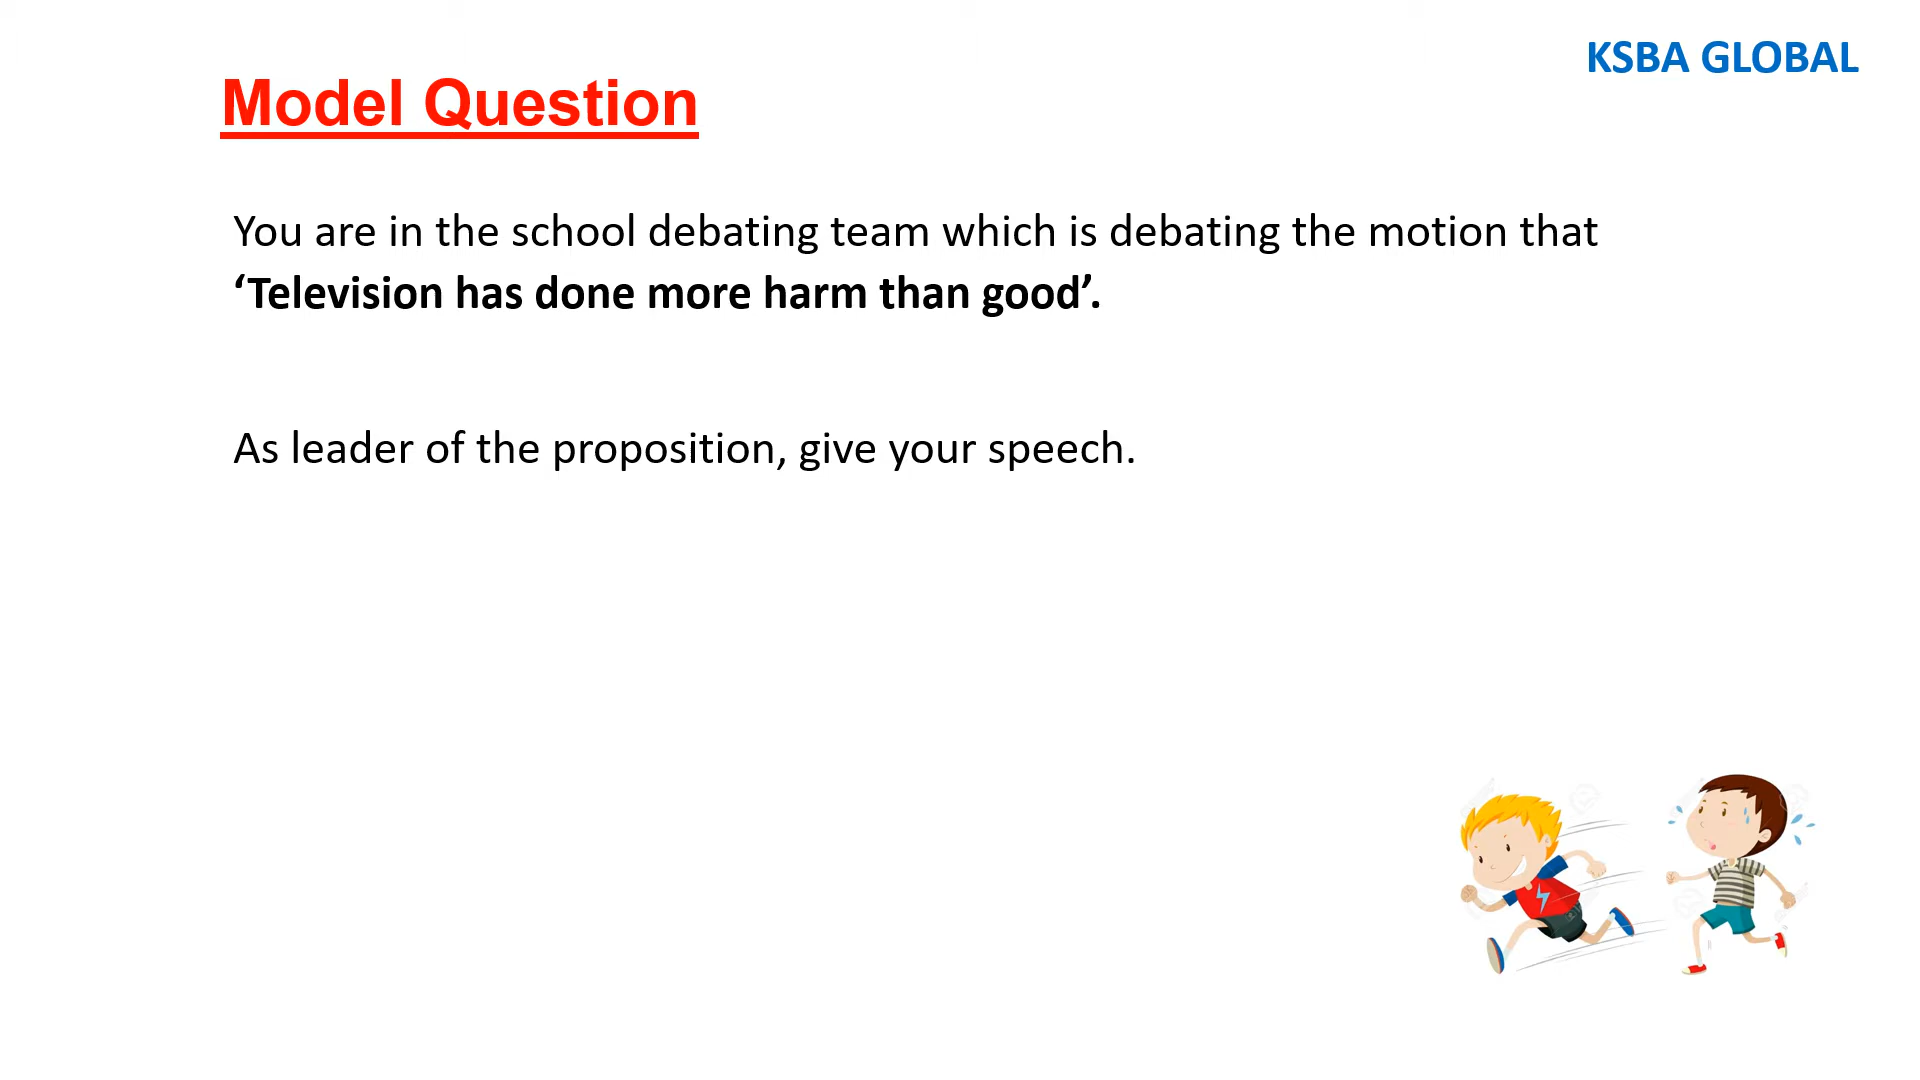 KSBA GLOBAL
Model Question
You are in the school debating team which is debating the motion that
‘Television has done more harm than good’.
As leader of the proposition, give your speech.